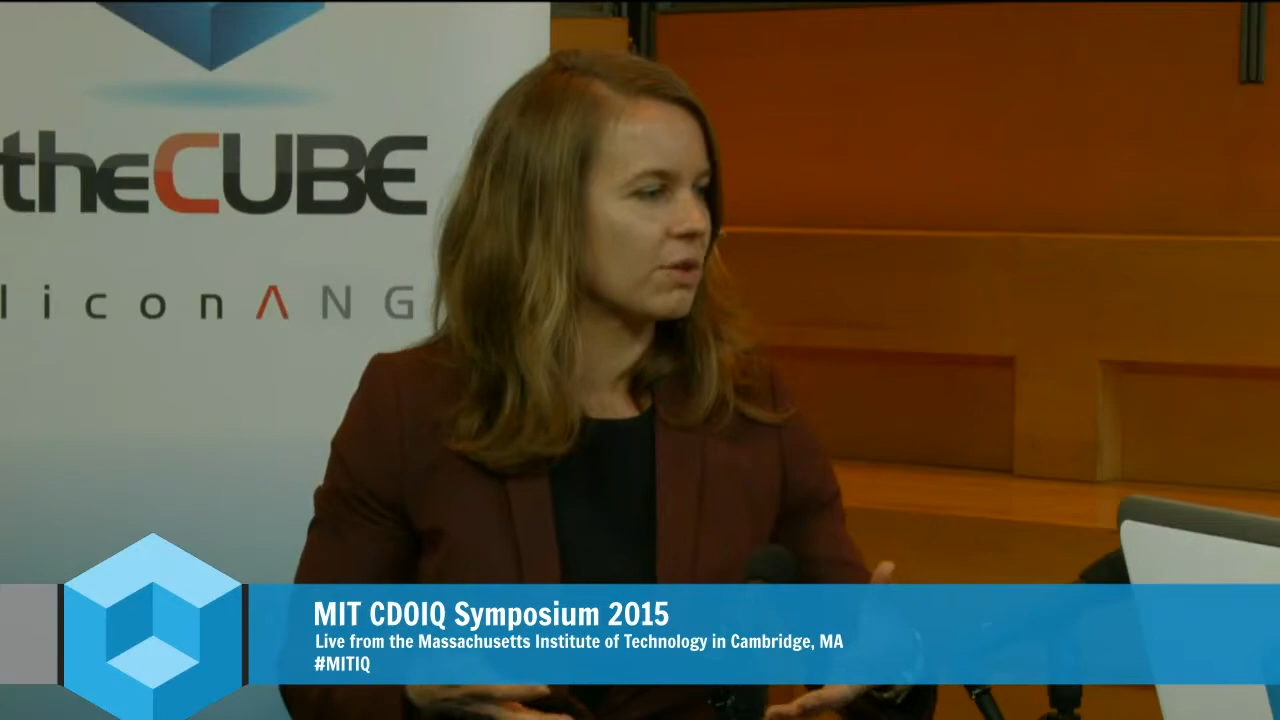 theCUBE
liconANG
MIT CDOIQ Symposium 2015
Live from the Massachusetts Institute of Technology in Cambridge, MA
#MITIQ